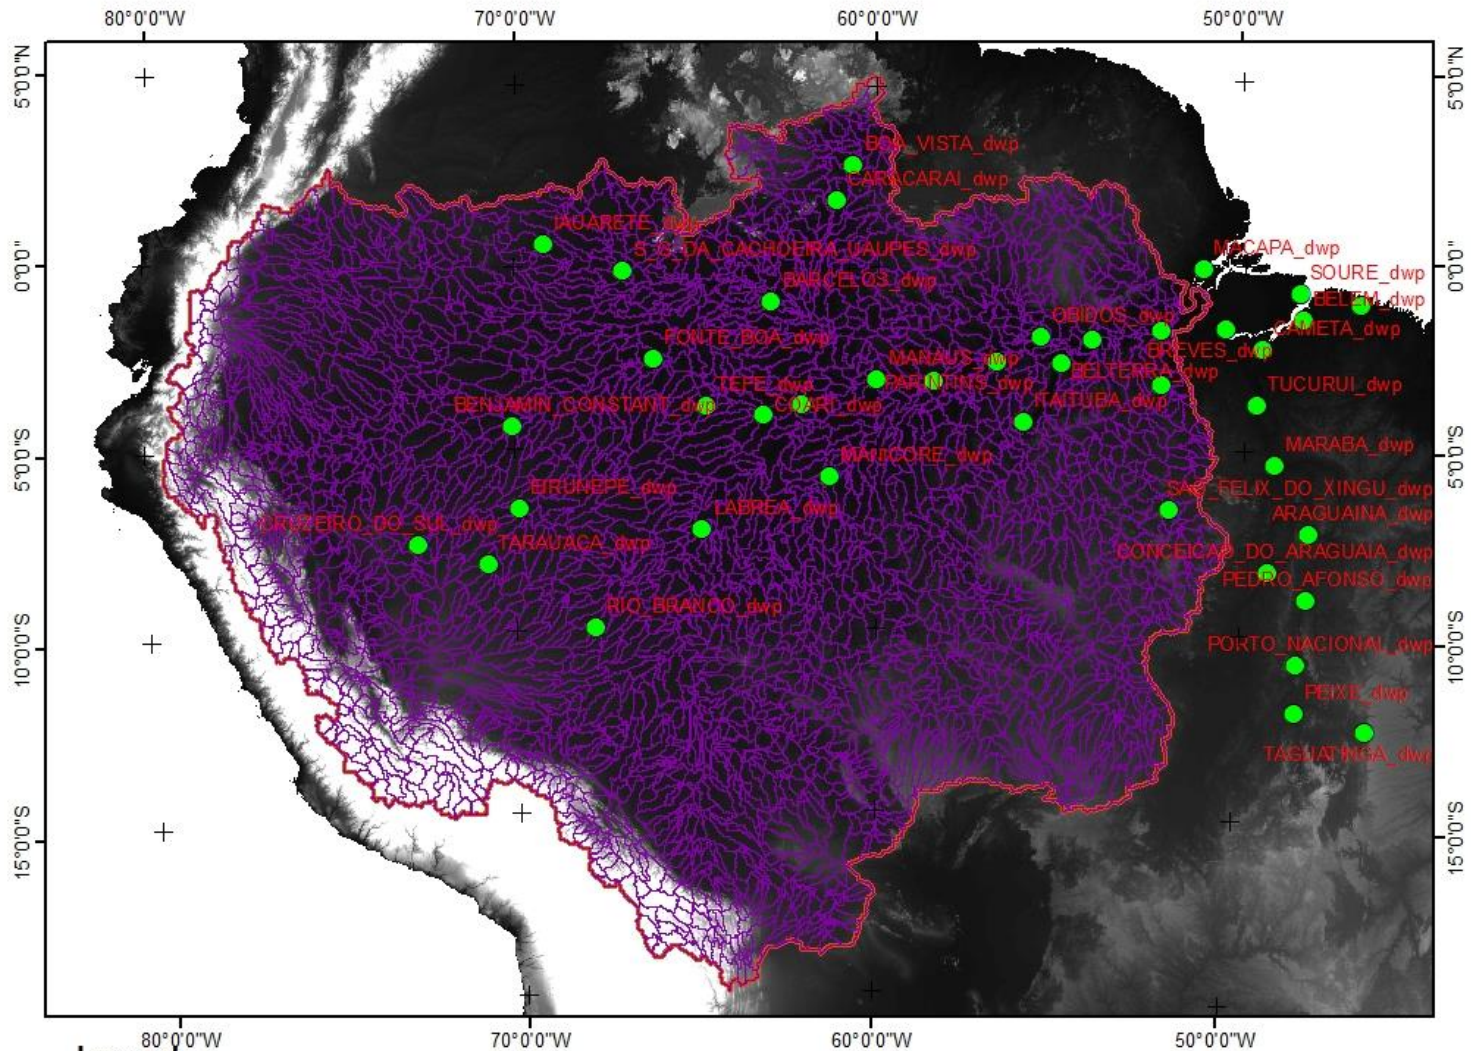 80°0'0"W 70°0'0"W 60°0'0"W 50°0'0"W
5°0'0"N
5°0'0"N
BOA_VISTA_dwp
CARACARAI_dwp
IAUARETE_dwp
S_G_DA_CACHOEIRA_UAUPES_dwp
MACAPA_dwp
0°0'0"
0°0'0"
SOURE_dwp
BARCELOS_dwp
BELEM_dwp
OBIDOS_dwp
CAMETA_dwp
FONTE_BOA_dwp
BREVES_dwp
MANAUS_dwp
BELTERRA_dwp
TEFE_dwp
PARINTINS_dwp
TUCURUI_dwp
BENJAMIN_CONSTANT_dwp
COARI_dwp
ITAITUBA_dwp
5°0'0"S
5°0'0"S
MARABA_dwp
MANICORE_dwp
EIRUNEPE_dwp
SAO_FELIX_DO_XINGU_dwp
LABREA_dwp
ARAGUAINA_dwp
CRUZEIRO_DO_SUL_dwp
TARAUACA_dwp
CONCEICAO_DO_ARAGUAIA_dwp
PEDRO_AFONSO_dwp
RIO_BRANCO_dwp
10°0'0"S
10°0'0"S
PORTO_NACIONAL_dwp
PEIXE_dwp
TAGUATINGA_dwp
15°0'0"S
15°0'0"S
80°0'0"W 70°0'0"W 60°0'0"W 50°0'0"W